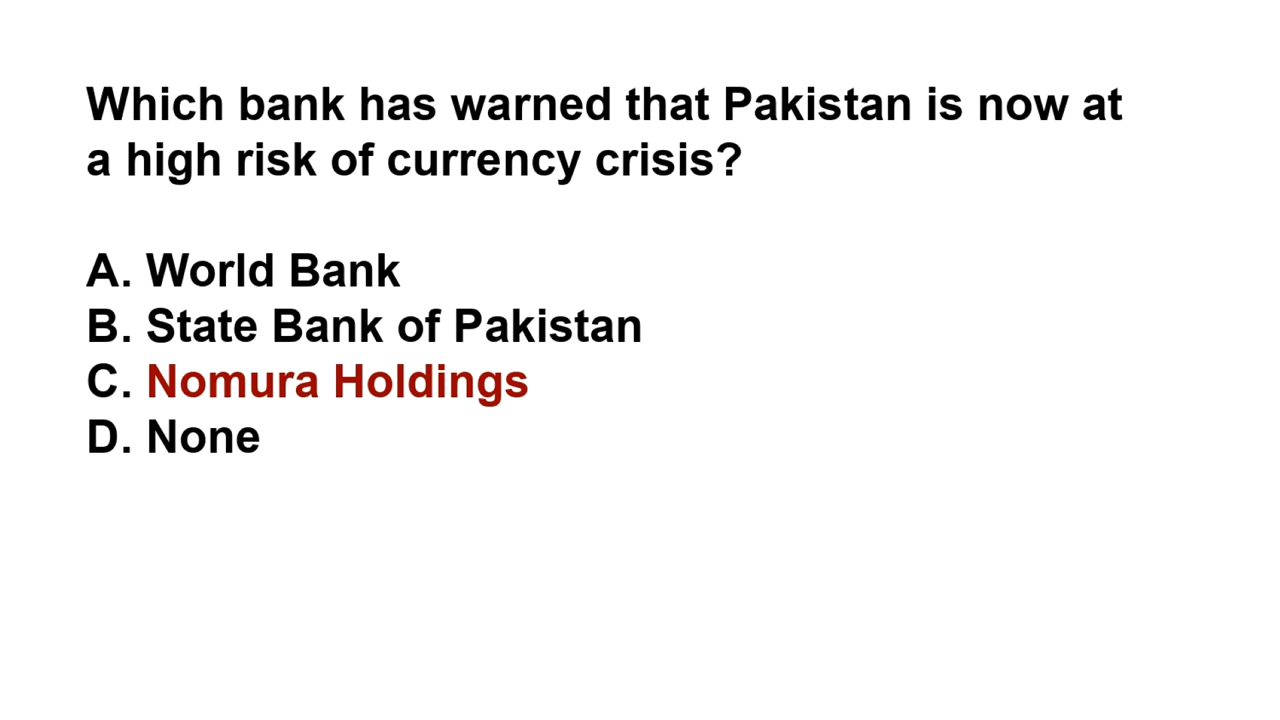 Which bank has warned that Pakistan is now at
a high risk of currency crisis?
A. World Bank
B. State Bank of Pakistan
C. Nomura Holdings
D. None